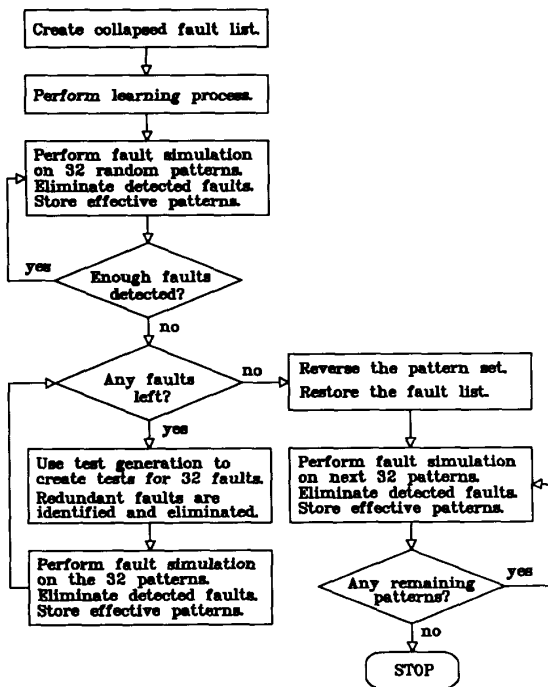 Create collapsed fault list.
Perform learning process.
Perform fault simulation
on 32 random patterns.
Eliminate detected faults.
Store effective patterns.
yes
Enough faults
detected?
no
Any faults
left?
no
yes
Use test generation to
create tests for 32 faults.
Redundant faults are
identified and eliminated.
Perform fault simulation
on the 32 patterns.
Eliminate detected faults.
Store effective patterns.
Reverse the pattern set.
Restore the fault list.
Perform fault simulation
on next 32 patterns.
Eliminate detected faults.
Store effective patterns.
Any remaining
patterns?
yes
no
STOP